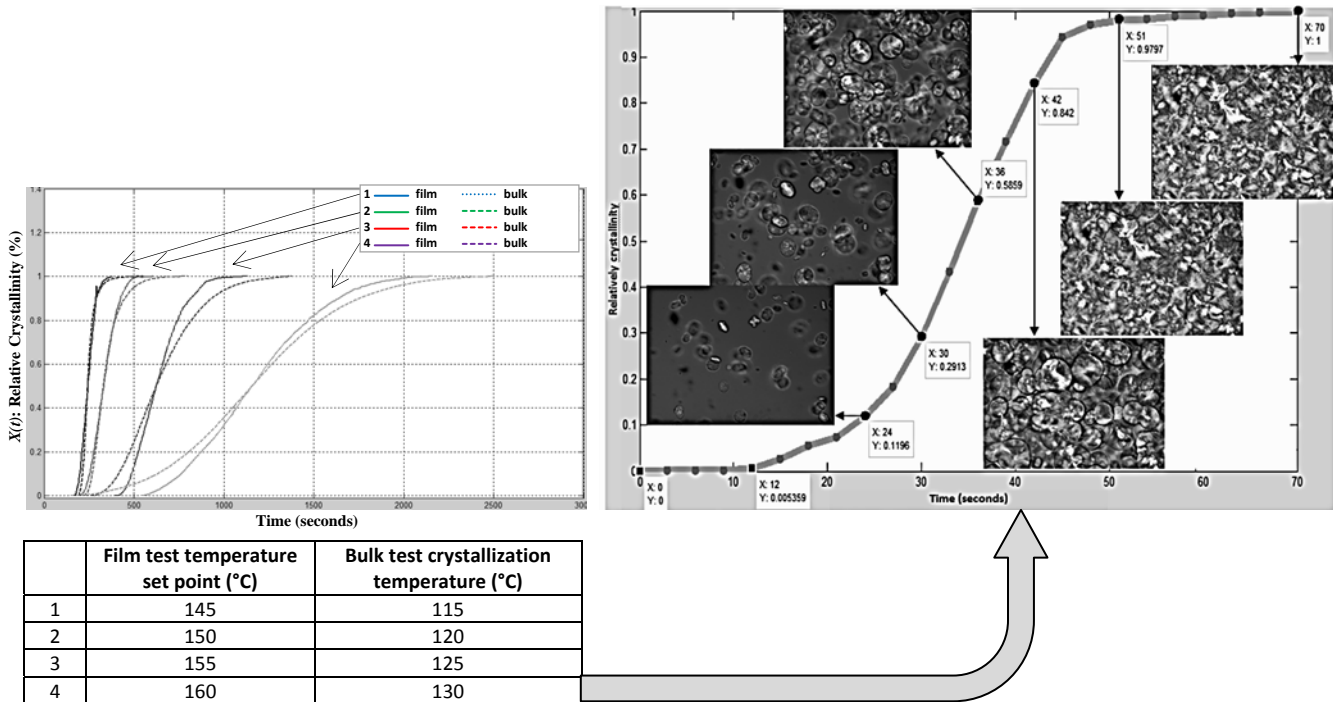 1.4
1.2
1
0.8
0.6
0.4
0.2
0
X(t): Relative Crystallinity (%)
1 film bulk
2 film bulk
3 film bulk
4 film bulk
0 500 1000 1500 2000 2500 300
Time (seconds)
1.0
0.9
0.8
0.7
0.6
0.5
0.4
0.3
0.2
0.1
0
Relatively crystallinity
X: 0
Y: 0
X: 12
Y: 0.005359
X: 24
Y: 0.1196
X: 30
Y: 0.2913
X: 36
Y: 0.5859
X: 42
Y: 0.842
X: 51
Y: 0.9797
X: 70
Y: 1
0 10 20 30 40 50 60 70
Time (seconds)
Film test temperature set point (°C) Bulk test crystallization temperature (°C)
1 145 115
2 150 120
3 155 125
4 160 130